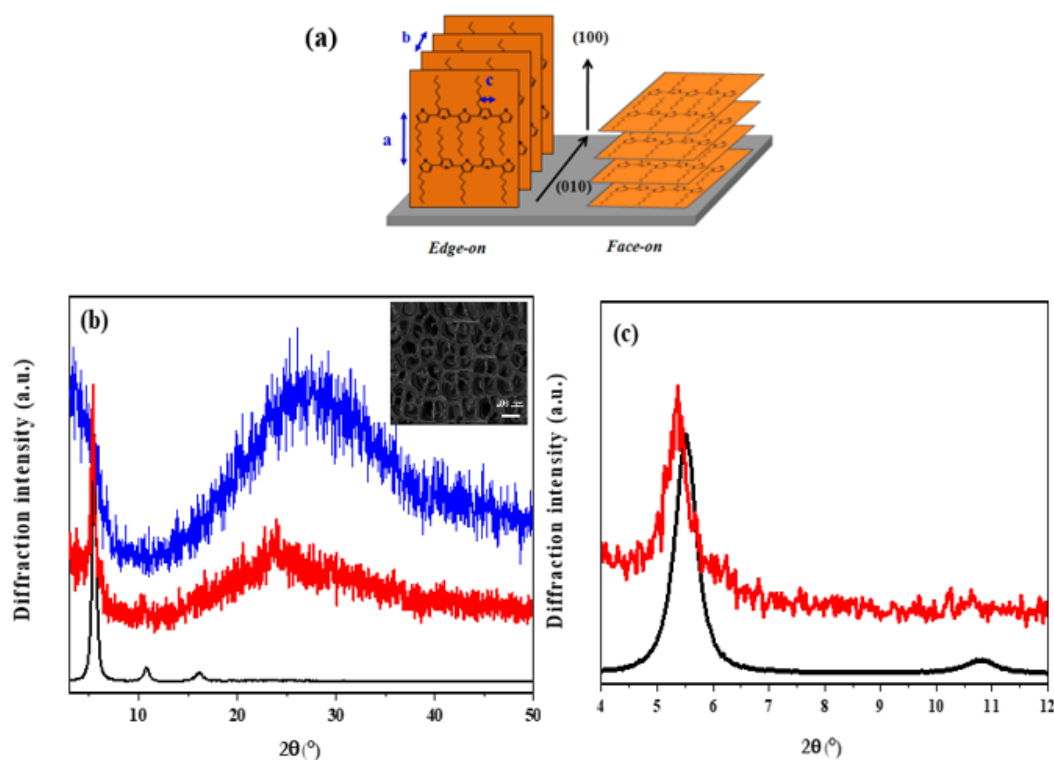 (a)
b
c
a
(100)
(010)
Edge-on
Face-on
(b)
Diffraction intensity (a.u.)
10
20
30
40
50
2θ (°)
(c)
Diffraction intensity (a.u.)
4
5
6
7
8
9
10
11
12
2θ (°)